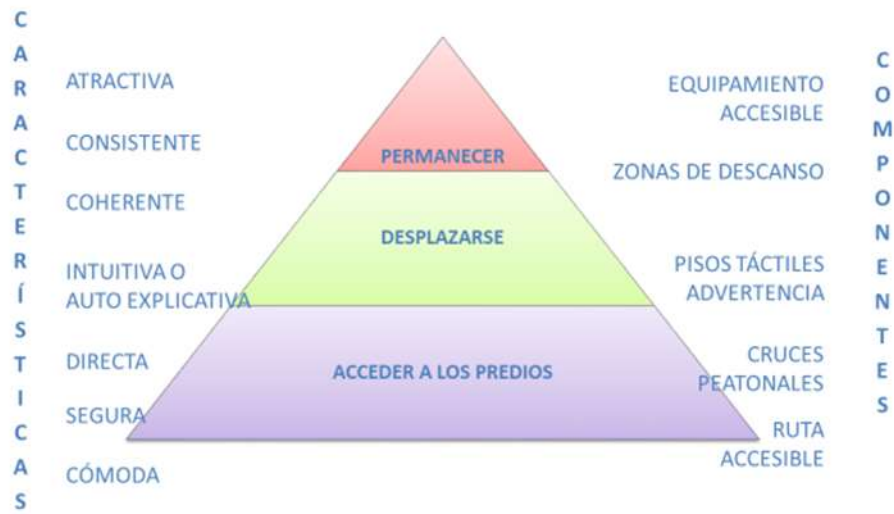 CARACTERÍSTICAS
ATRACTIVA
CONSISTENTE
COHERENTE
INTUITIVA O
AUTO EXPLICATIVA
DIRECTA
SEGURA
CÓMODA
PERMANECER
DESPLAZARSE
ACCEDER A LOS PREDIOS
EQUIPAMIENTO
ACCESIBLE
ZONAS DE DESCANSO
PISOS TÁCTILES
ADVERTENCIA
CRUCES
PEATONALES
RUTA
ACCESIBLE
COMPONENTES